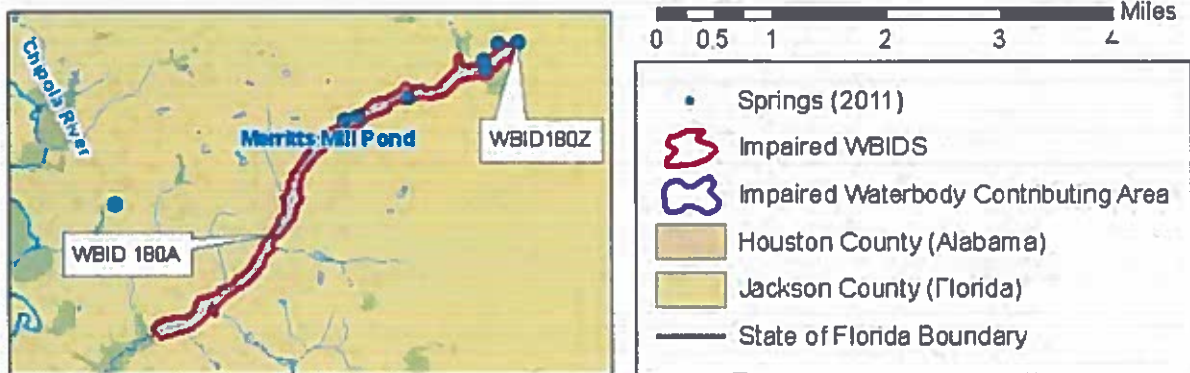 Chipola River
Merritts Mill Pond
WBID180Z
WBID 180A
Miles
0 0.5 1 2 3 4
Springs (2011)
Impaired WBIDS
Impaired Waterbody Contributing Area
Houston County (Alabama)
Jackson County (Florida)
State of Florida Boundary